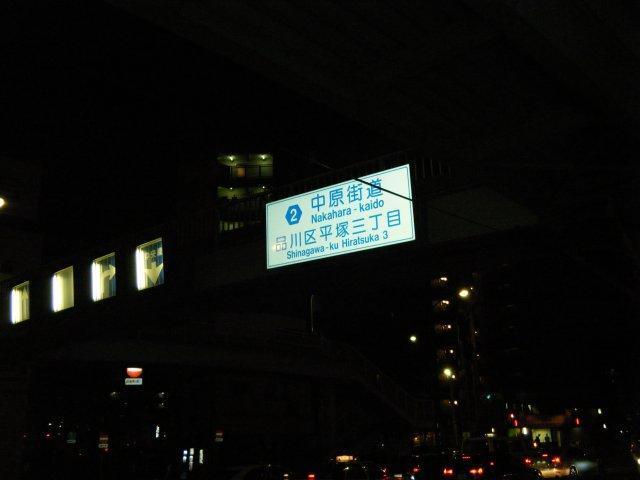 2 中原街道
Nakahara-kaido
品川区平塚三丁目
Shinagawa-ku Hiratsuka 3